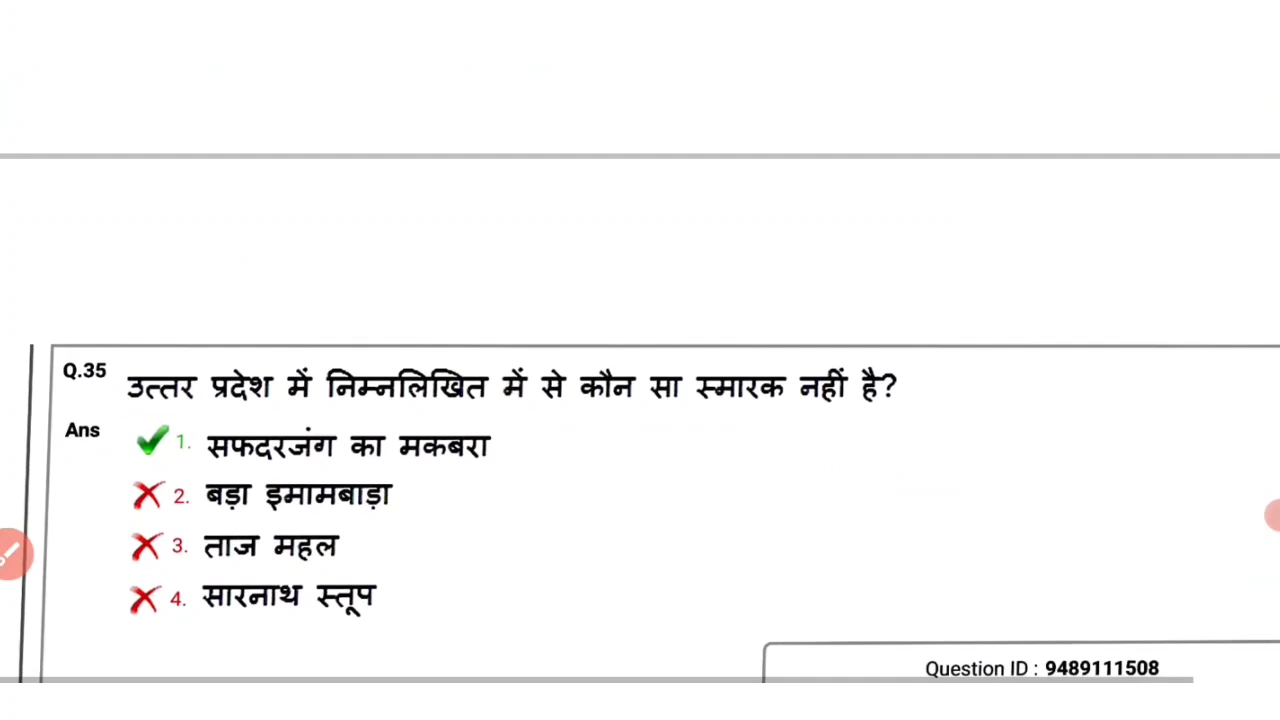 Q.35 उत्तर प्रदेश में निम्नलिखित में से कौन सा स्मारक नहीं है?
Ans 1. सफदरजंग का मकबरा
2. बड़ा इमामबाड़ा
3. ताज महल
4. सारनाथ स्तूप
Question ID : 9489111508